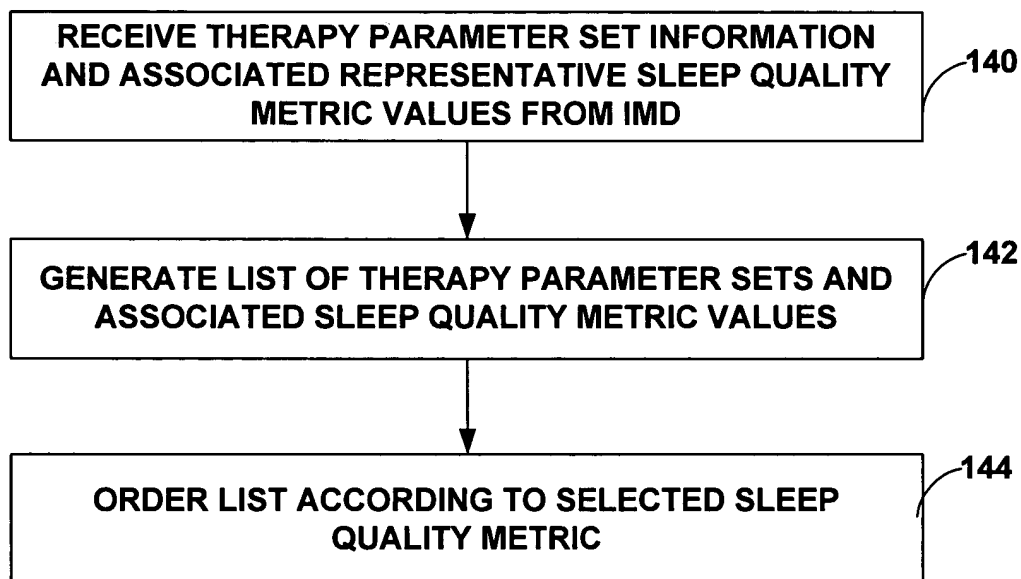 RECEIVE THERAPY PARAMETER SET INFORMATION
AND ASSOCIATED REPRESENTATIVE SLEEP QUALITY
METRIC VALUES FROM IMD
140
GENERATE LIST OF THERAPY PARAMETER SETS AND
ASSOCIATED SLEEP QUALITY METRIC VALUES
142
ORDER LIST ACCORDING TO SELECTED SLEEP
QUALITY METRIC
144